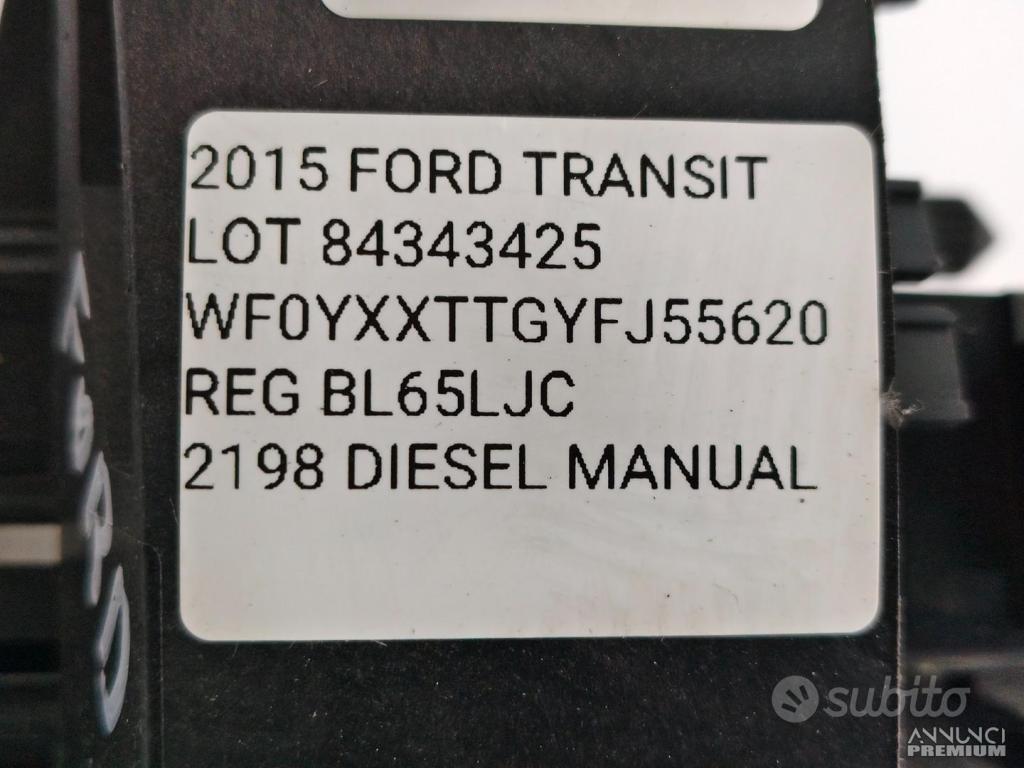 2015 FORD TRANSIT
LOT 84343425
WF0YXXTTGYFJ55620
REG BL65LJC
2198 DIESEL MANUAL
subito
ANNUNCI
PREMIUM